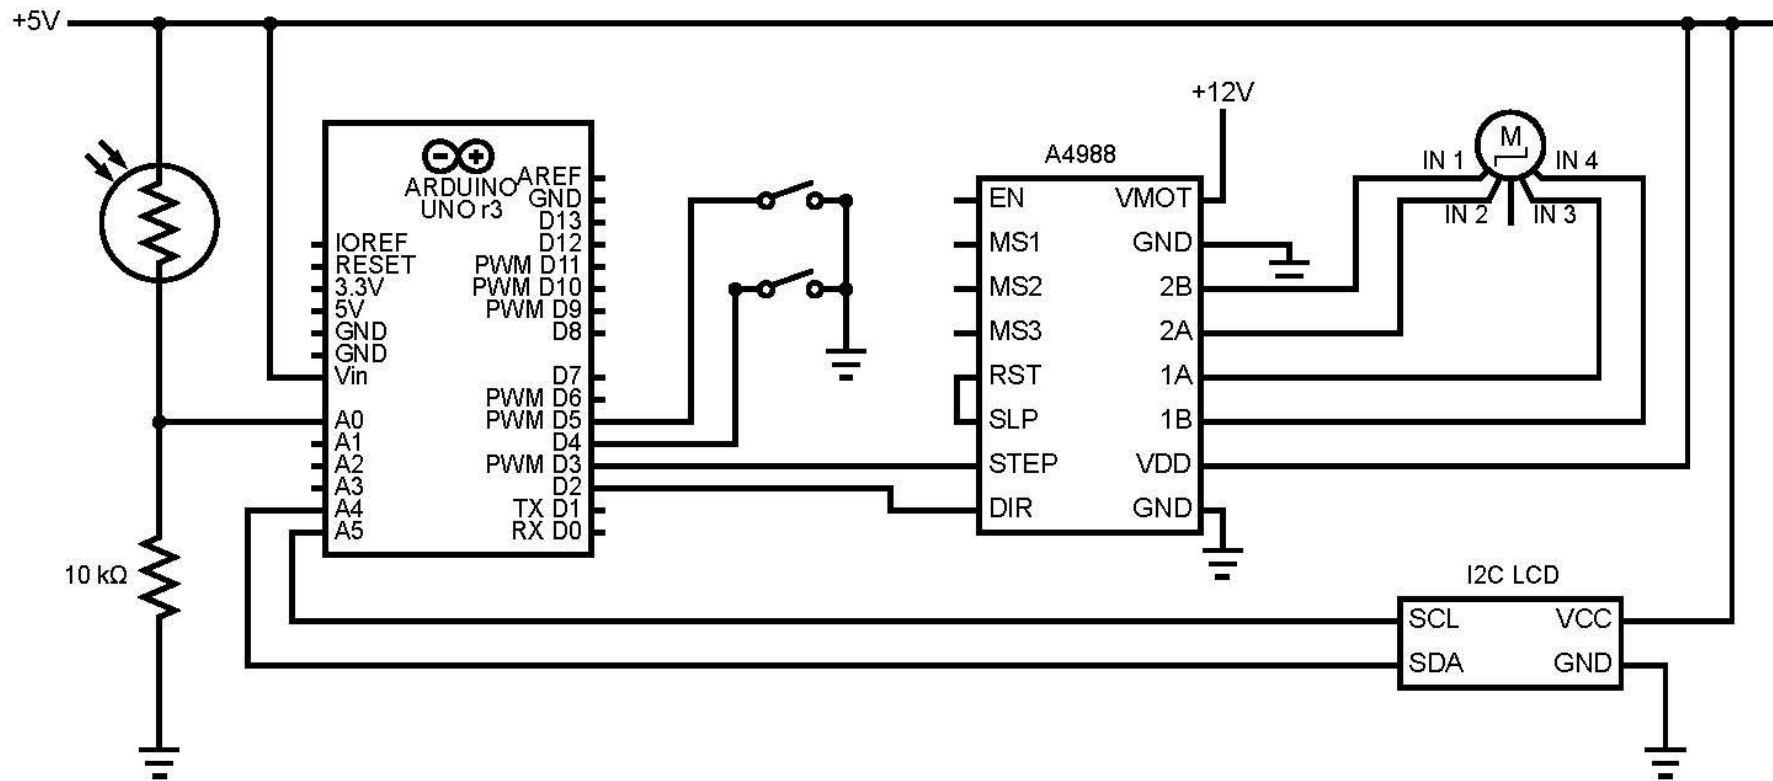 +5V
ARDUINO
UNO r3
IOREF
RESET
3.3V
5V
GND
GND
Vin
A0
A1
A2
A3
A4
A5
AREF
GND
D13
D12
PWM D11
PWM D10
PWM D9
D8
D7
PWM D6
PWM D5
D4
PWM D3
D2
TX D1
RX D0
10 kΩ
A4988
EN
MS1
MS2
MS3
RST
SLP
STEP
DIR
+12V
VMOT
GND
2B
2A
1A
1B
VDD
GND
M
IN 1
IN 2
IN 3
IN 4
I2C LCD
SCL
SDA
VCC
GND